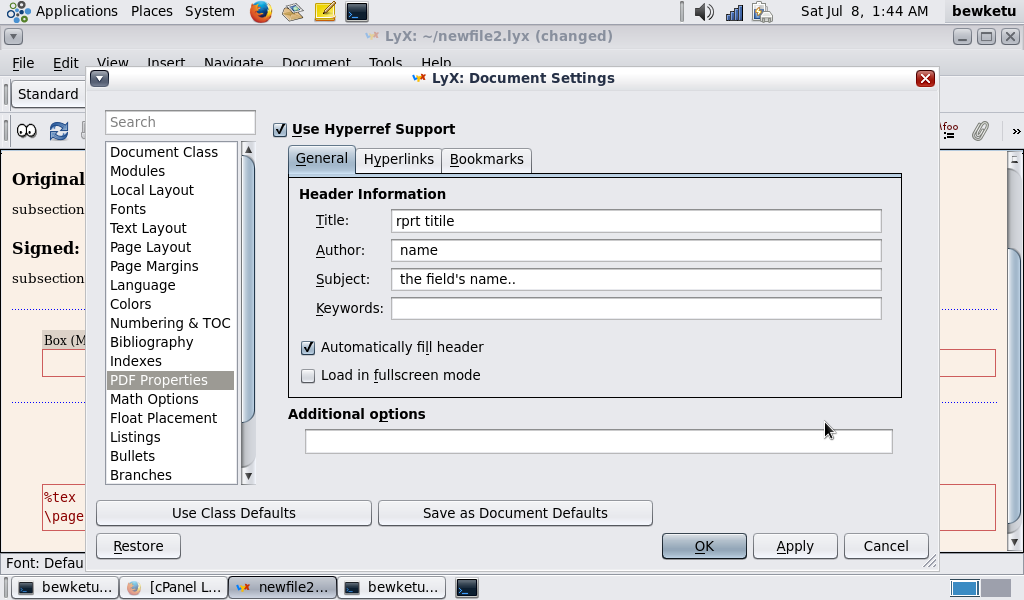 Applications Places System Sat Jul 8, 1:44 AM bewketu
LyX: ~/newfile2.lyx (changed)
File Edit View Insert Navigate Document Tools Help
LyX: Document Settings
Standard
Search
Use Hyperref Support
\foo
»
General Hyperlinks Bookmarks
Document Class
Modules
Local Layout
Fonts
Text Layout
Page Layout
Page Margins
Language
Colors
Numbering & TOC
Bibliography
Indexes
PDF Properties
Math Options
Float Placement
Listings
Bullets
Branches
Header Information
Title: rprt titile
Author: name
Subject: the field's name..
Keywords:
Automatically fill header
Load in fullscreen mode
Additional options
Original
subsection
Signed:
subsection
Box (M
%tex
\page
Use Class Defaults Save as Document Defaults
Restore OK Apply Cancel
Font: Defau
bewketu... [cPanel L... newfile2... bewketu...